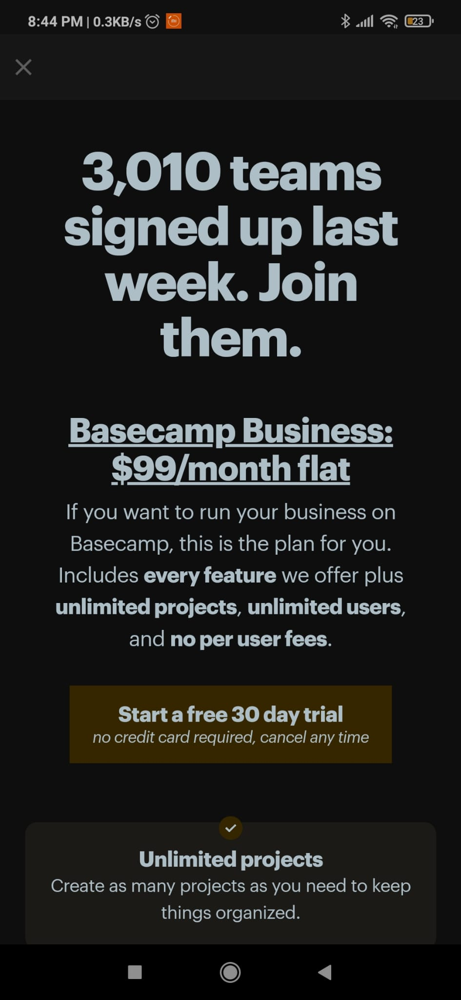 8:44 PM | 0.3KB/s
23
3,010 teams
signed up last
week. Join
them.
Basecamp Business:
$99/month flat
If you want to run your business on
Basecamp, this is the plan for you.
Includes every feature we offer plus
unlimited projects, unlimited users,
and no per user fees.
Start a free 30 day trial
no credit card required, cancel any time
Unlimited projects
Create as many projects as you need to keep
things organized.